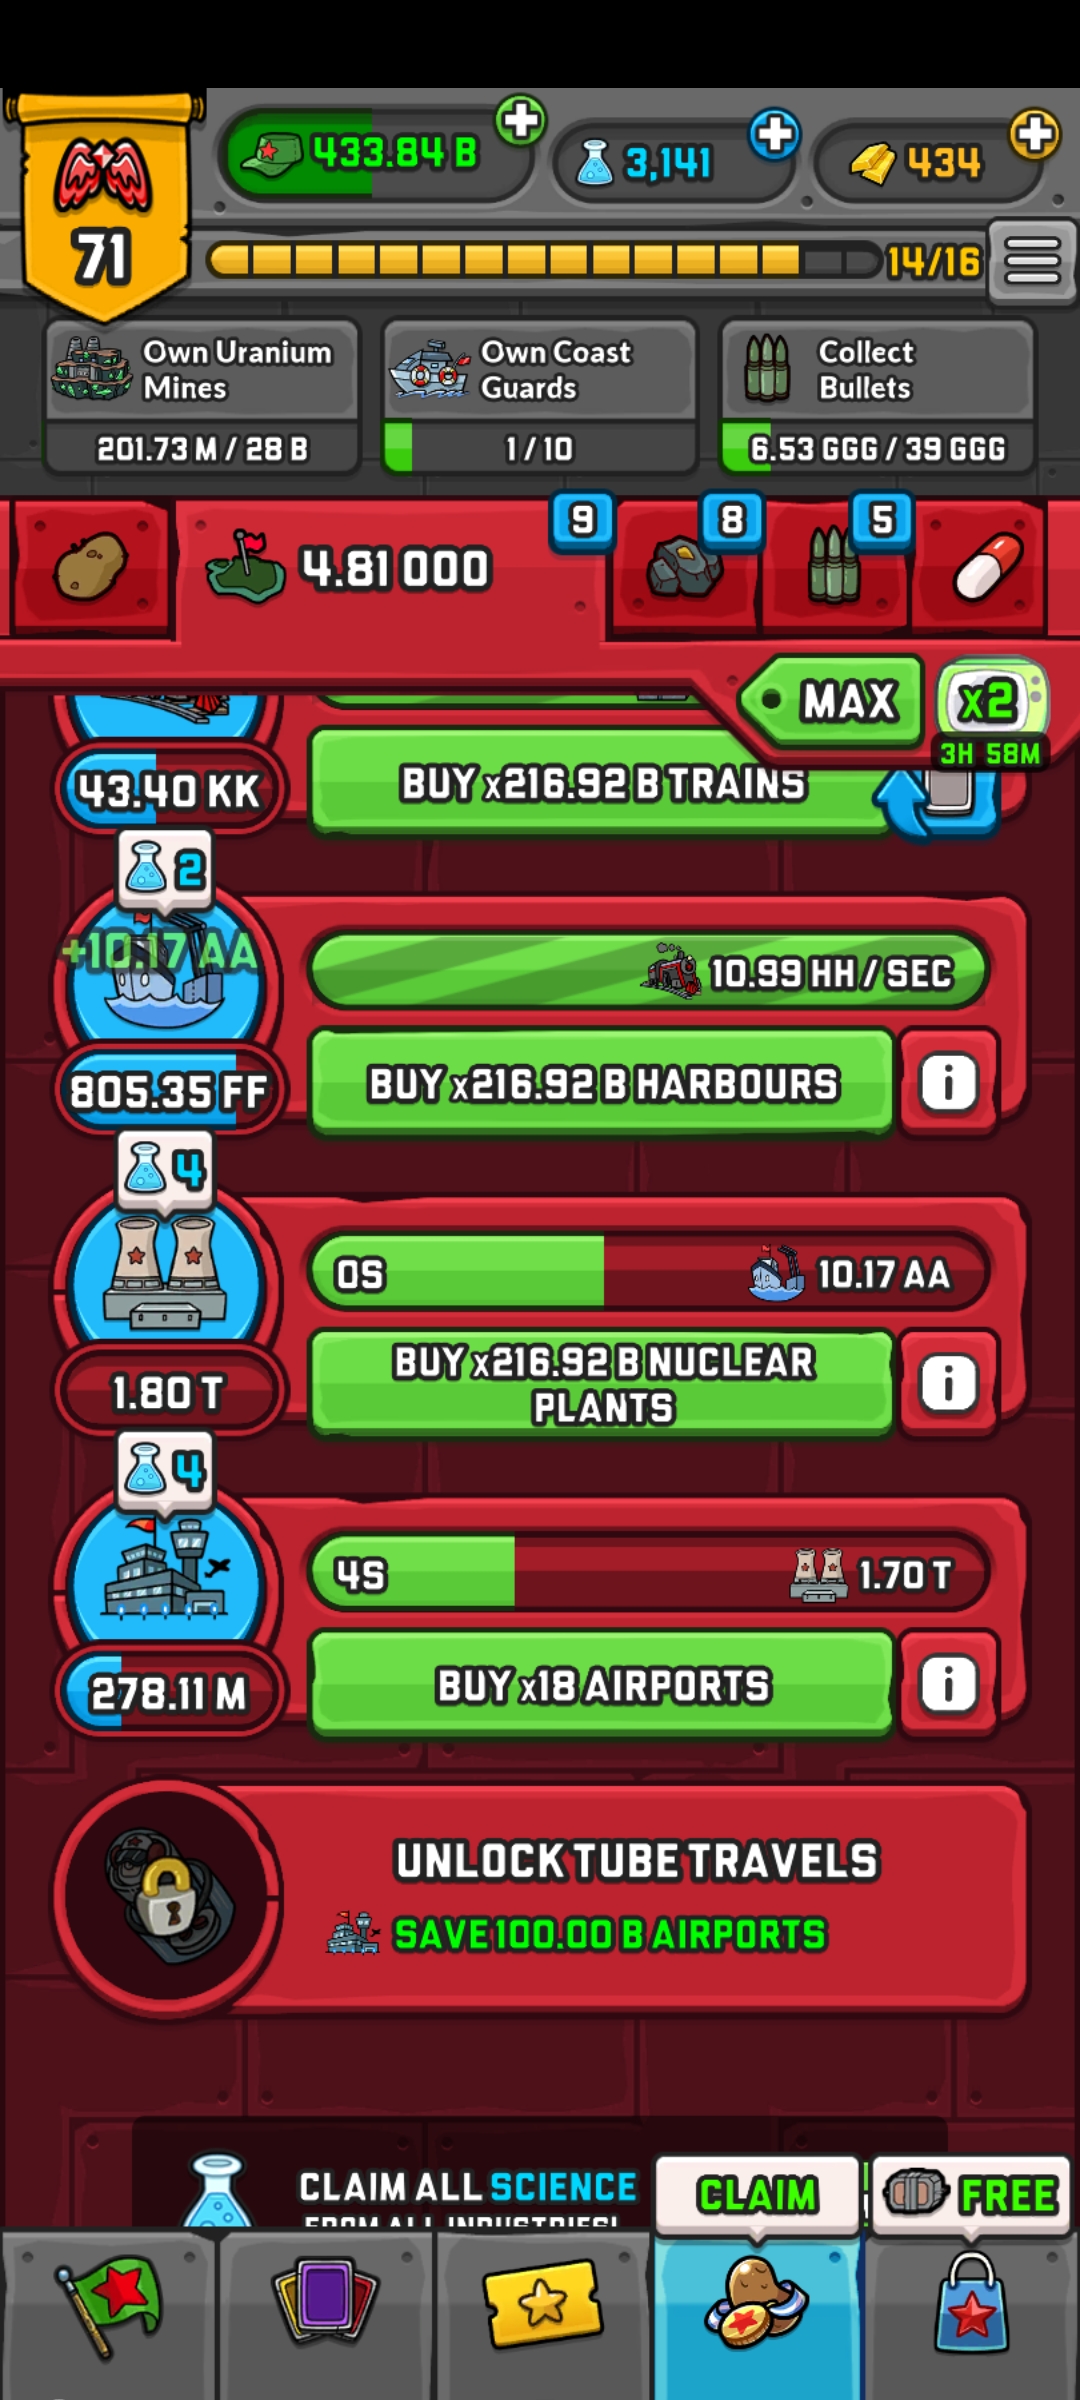 433.84 B
3,141
434
71
14/16
Own Uranium
Mines
201.73 M / 28 B
Own Coast
Guards
1 / 10
Collect
Bullets
6.53 GGG / 39 GGG
4.81 000
9
8
5
MAX
x2
3H 58M
43.40 KK
BUY x216.92 B TRAINS
2
+10.17 AA
10.99 HH / SEC
805.35 FF
BUY x216.92 B HARBOURS
i
4
0S
10.17 AA
1.80 T
BUY x216.92 B NUCLEAR
PLANTS
i
4
4S
1.70 T
278.11 M
BUY x18 AIRPORTS
i
UNLOCK TUBE TRAVELS
SAVE 100.00 B AIRPORTS
CLAIM ALL SCIENCE
FROM ALL INDUSTRIES!
CLAIM
FREE